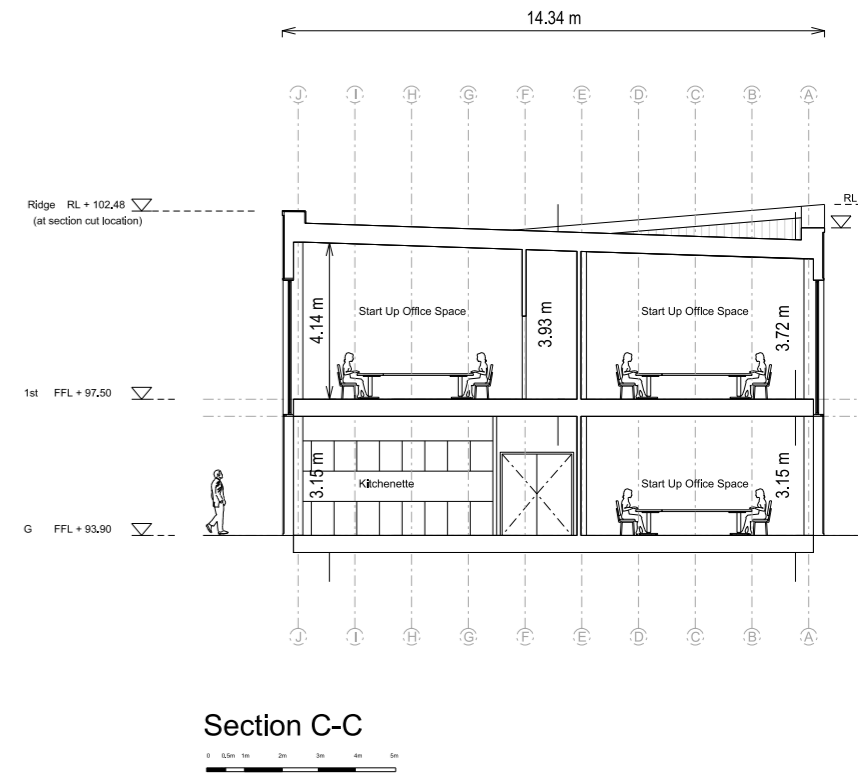 14.34 m
J I H G F E D C B A
Ridge RL + 102.48
(at section cut location)
RL
Start Up Office Space
Start Up Office Space
4.14 m
3.93 m
3.72 m
1st FFL + 97.50
3.15 m
Kitchenette
Start Up Office Space
3.15 m
G FFL + 93.90
J I H G F E D C B A
Section C-C
0 0,5m 1m 2m 3m 4m 5m